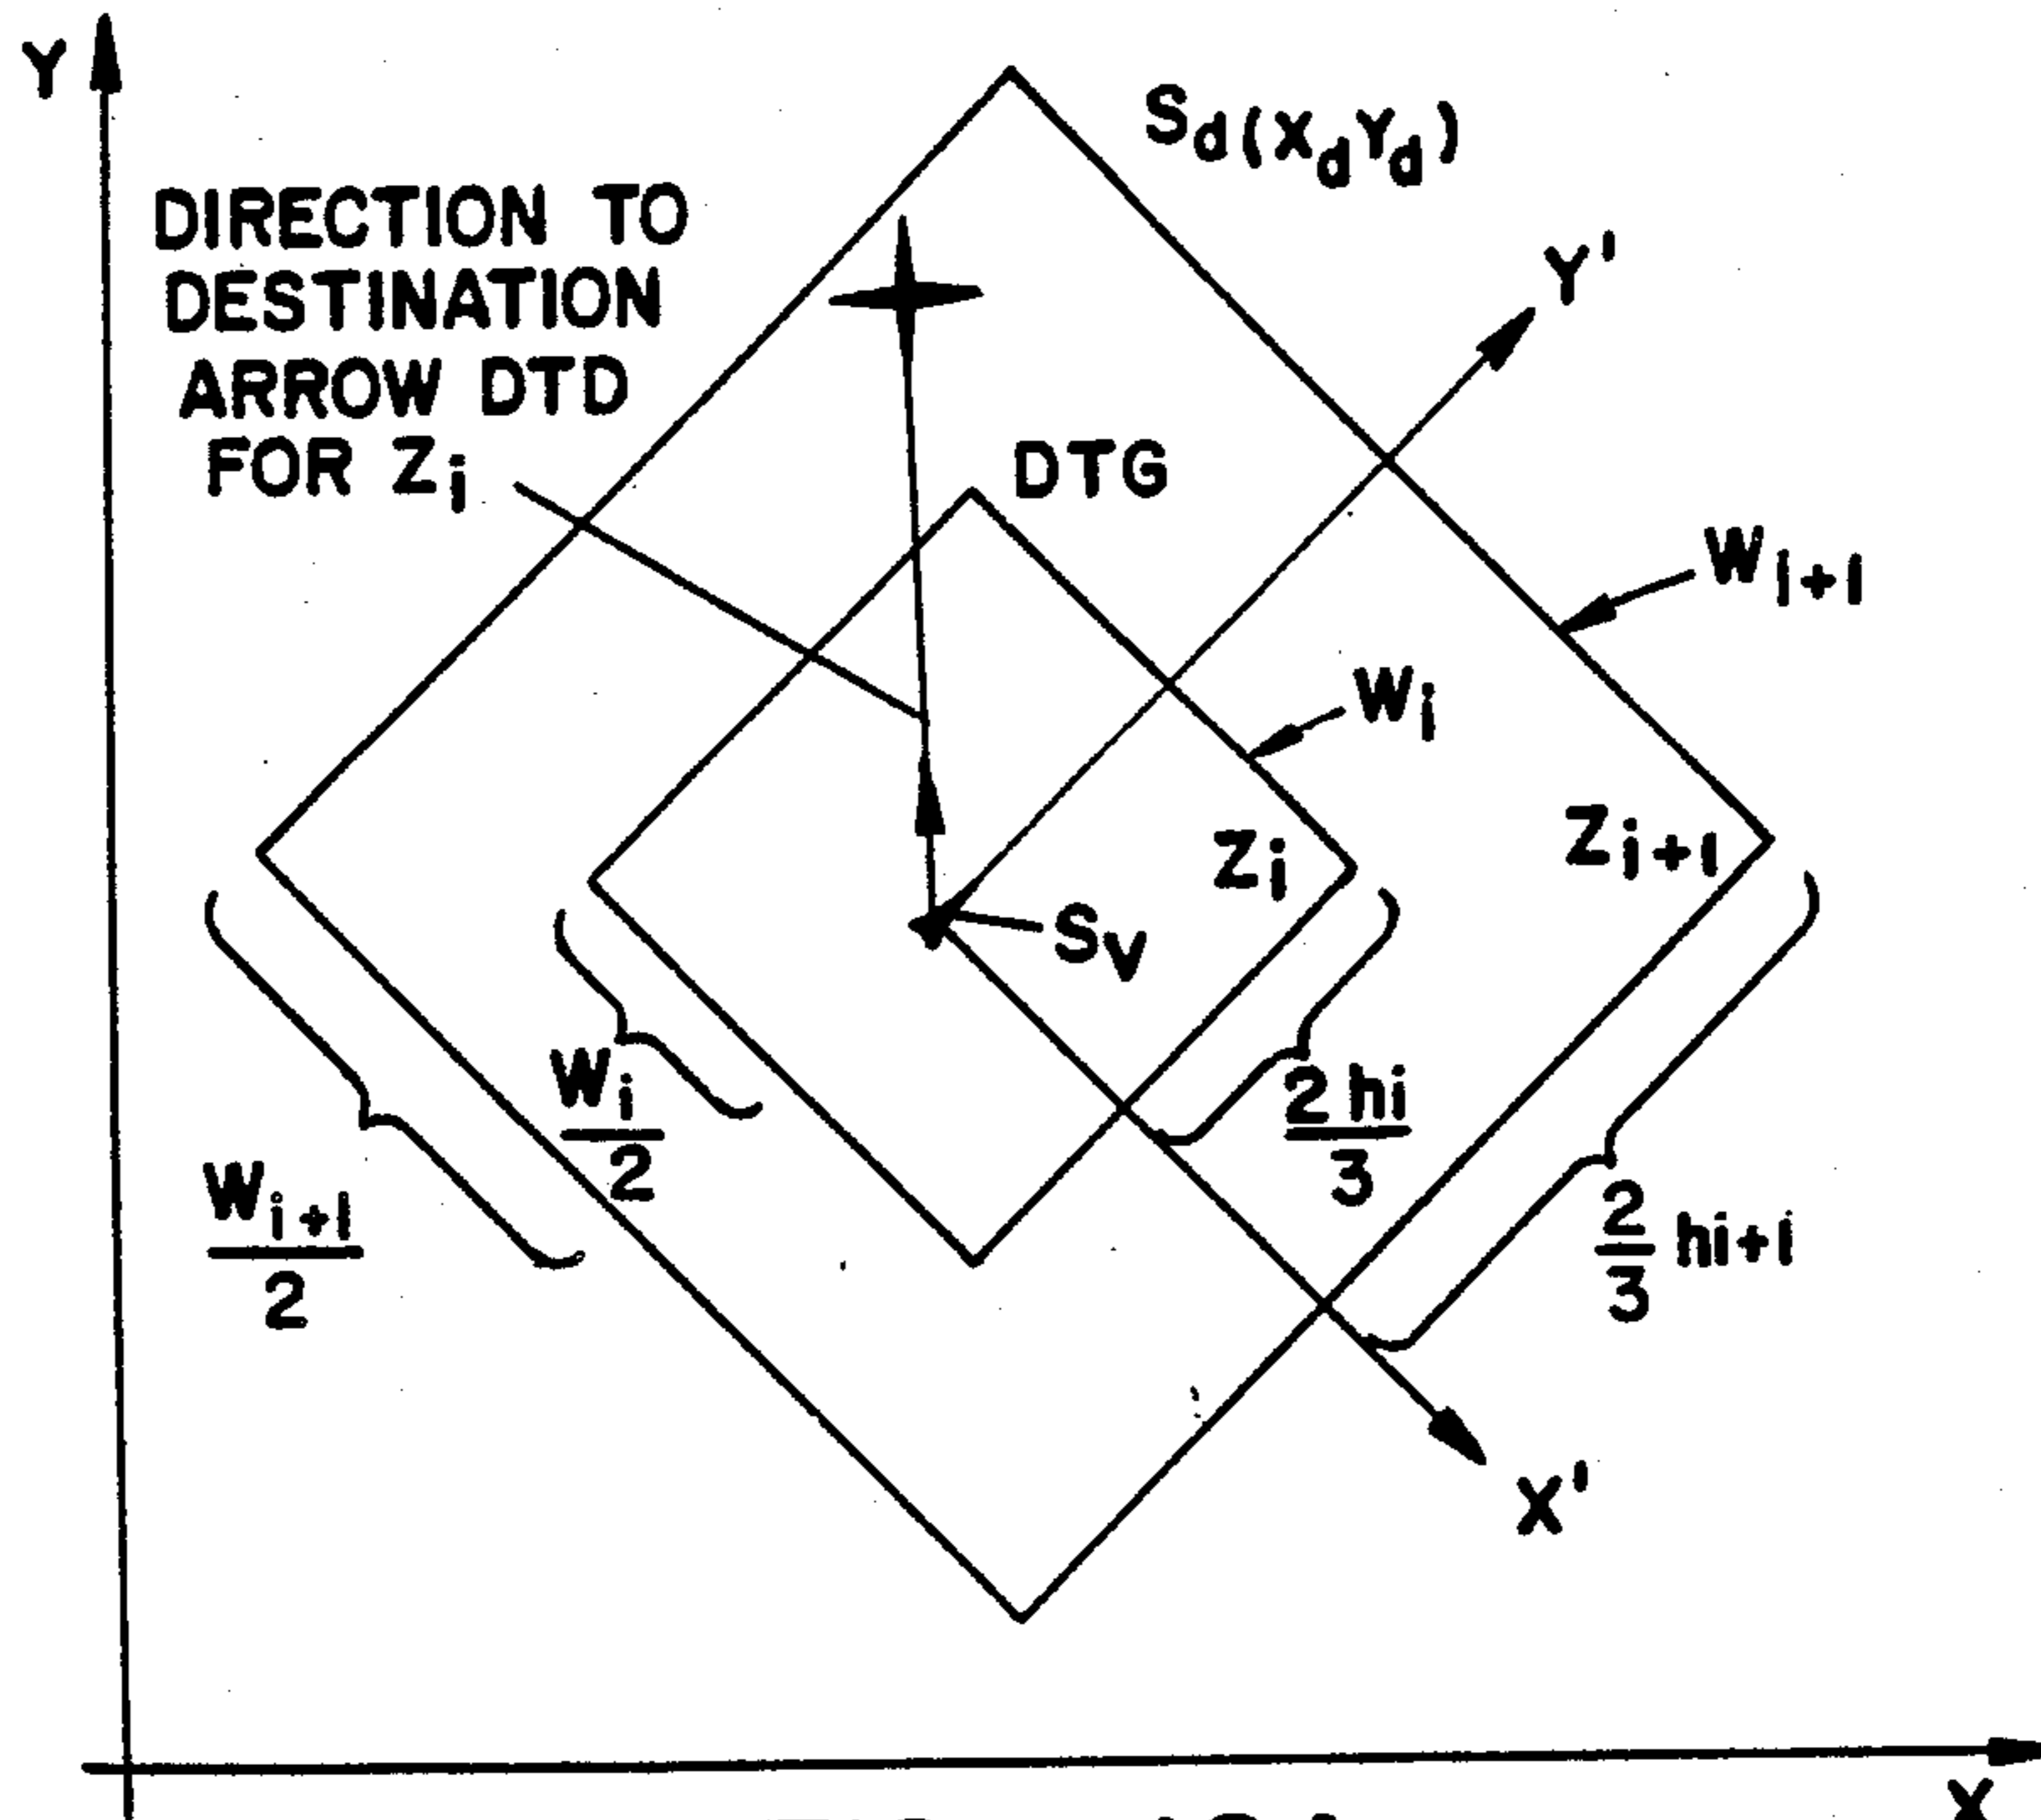 Y
Sd(XdYd)
DIRECTION TO
DESTINATION
ARROW DTD
FOR Zi
Y'
DTG
Wi+1
Wi
Zi
Zi+1
SV
Wi/2
2hi/3
Wi+1/2
2/3 hi+1
X'
X